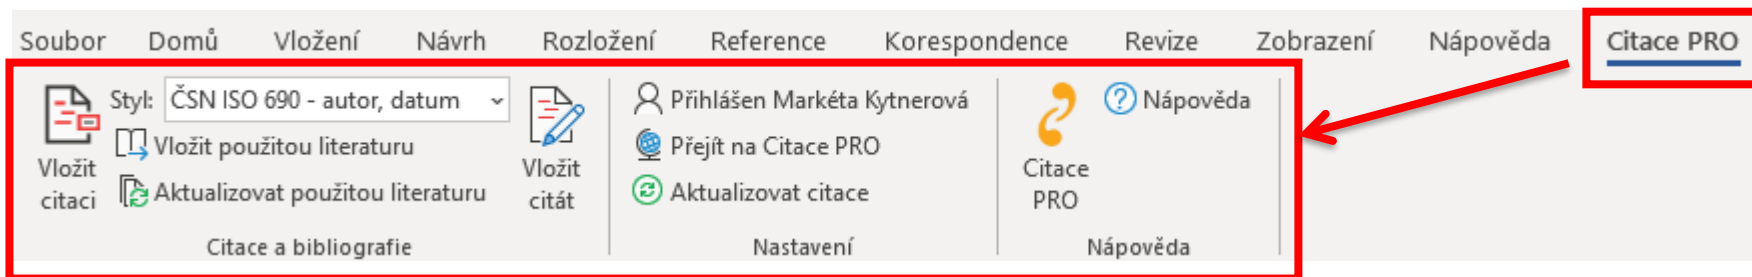 Soubor Domů Vložení Návrh Rozložení Reference Korespondence Revize Zobrazení Nápověda Citace PRO
Vložit citaci
Styl: ČSN ISO 690 - autor, datum
Vložit použitou literaturu
Aktualizovat použitou literaturu
Vložit citát
Citace a bibliografie
Přihlášen Markéta Kytnerová
Přejít na Citace PRO
Aktualizovat citace
Nastavení
Citace PRO
Nápověda
Nápověda